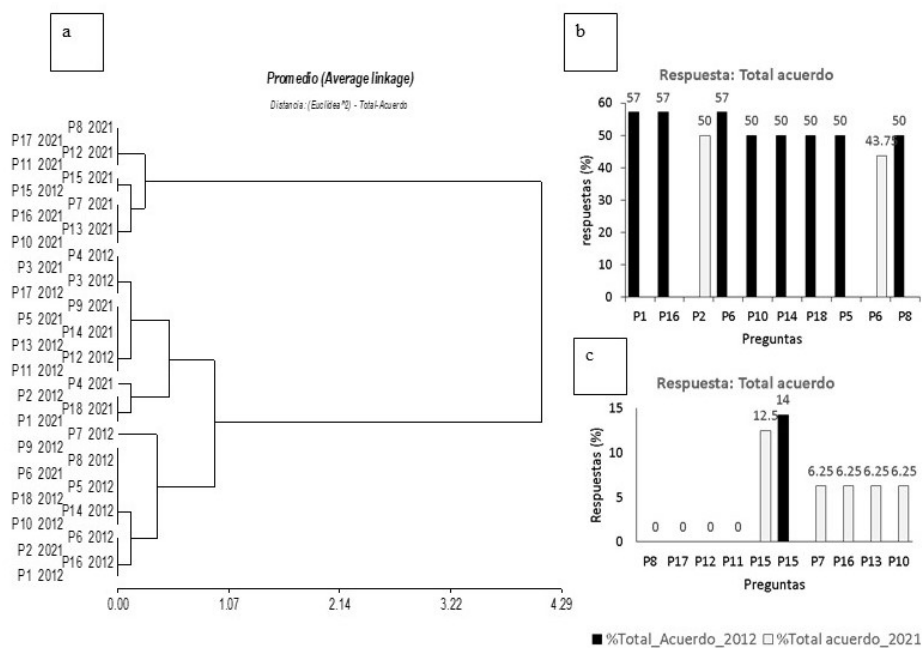 a
Promedio (Average linkage)
Distancia: (Euclidea^2) - Total-Acuerdo
P8 2021
P17 2021
P12 2021
P11 2021
P15 2021
P15 2012
P7 2021
P16 2021
P13 2021
P10 2021
P4 2012
P3 2021
P3 2012
P17 2012
P9 2021
P5 2021
P14 2021
P13 2012
P12 2012
P11 2012
P4 2021
P2 2012
P18 2021
P1 2021
P7 2012
P9 2012
P8 2012
P6 2021
P5 2012
P18 2012
P14 2012
P10 2012
P6 2012
P2 2021
P16 2012
P1 2012
0.00 1.07 2.14 3.22 4.29
b
Respuesta: Total acuerdo
respuestas (%)
60
50
40
30
20
10
0
57 57 50 57 50 50 50 50 43.75 50
P1 P16 P2 P6 P10 P14 P18 P5 P6 P8
Preguntas
c
Respuesta: Total acuerdo
Respuestas (%)
15
10
5
0
0 0 0 0 12.5 14 6.25 6.25 6.25 6.25
P8 P17 P12 P11 P15 P15 P7 P16 P13 P10
Preguntas
%Total_Acuerdo_2012 %Total acuerdo_2021